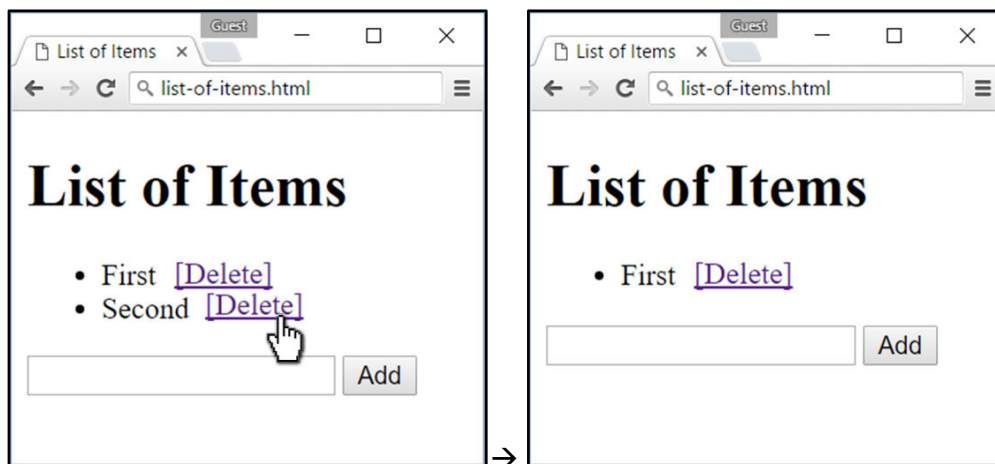 Guest
List of Items
list-of-items.html
List of Items
First [Delete]
Second [Delete]
Add
→
Guest
List of Items
list-of-items.html
List of Items
First [Delete]
Add